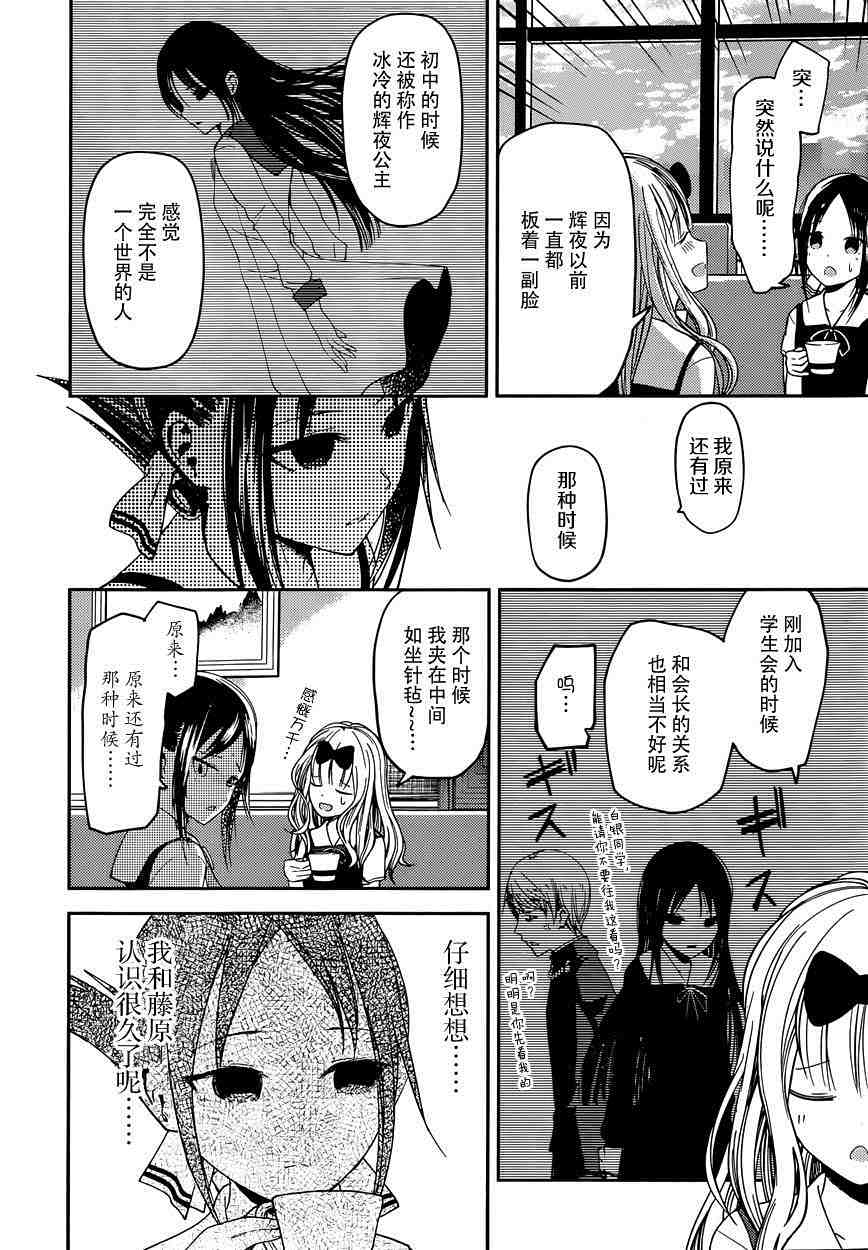 突…
突然说什么呢……
因为
辉夜以前
一直都
板着一副脸
初中的时候
还被称作
冰冷的辉夜公主
感觉
完全不是
一个世界的人
我原来
还有过
那种时候
刚加入
学生会的时候
和会长的关系
也相当不好呢
呜…
白银同学,
能请你不要往我这看吗?
啊?
明明是你先看我的
那个时候
我夹在中间
如坐针毡
~~……
感慨万千…
原来…
原来还有过
那种时候……
仔细想想……
我和藤原
认识很久了呢……